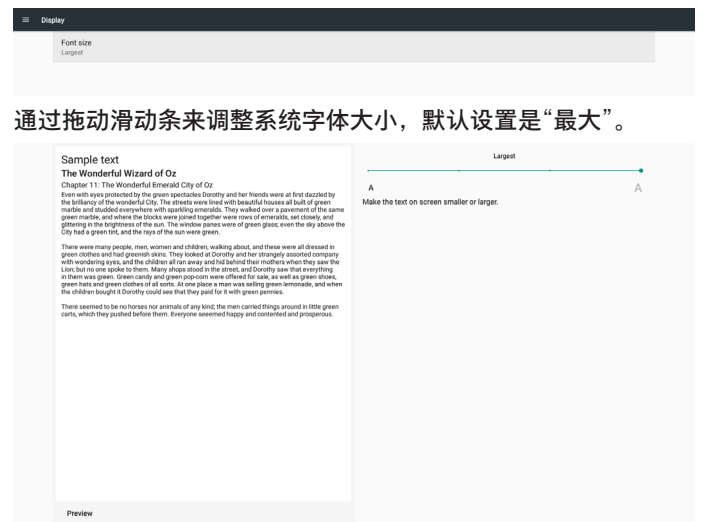 Display
Font size
Largest
通过拖动滑动条来调整系统字体大小，默认设置是“最大”。
Sample text
The Wonderful Wizard of Oz
Chapter 11: The Wonderful Emerald City of Oz
Even with eyes protected by the green spectacles Dorothy and her friends were at first dazzled by
the brilliancy of the wonderful City. The streets were lined with beautiful houses all built of green
marble and studded everywhere with sparkling emeralds. They walked over a pavement of the same
green marble, and where the blocks were joined together were rows of emeralds, set closely, and
glittering in the brightness of the sun. The window panes were of green glass; even the sky above the
City had a green tint, and the rays of the sun were green.
There were many people, men, women and children, walking about, and these were all dressed in
green clothes and had greenish skins. They looked at Dorothy and her strangely assorted company
with wondering eyes, and the children all ran away and hid behind their mothers when they saw the
Lion; but no one spoke to them. Many shops stood in the street, and Dorothy saw that everything
in them was green. Green candy and green pop-corn were offered for sale, as well as green shoes,
green hats and green clothes of all sorts. At one place a man was selling green lemonade, and when
the children bought it Dorothy could see that they paid for it with green pennies.
There seemed to be no horses nor animals of any kind; the men carried things around in little green
carts, which they pushed before them. Everyone seeemed happy and contented and prosperous.
Preview
Largest
A A
Make the text on screen smaller or larger.